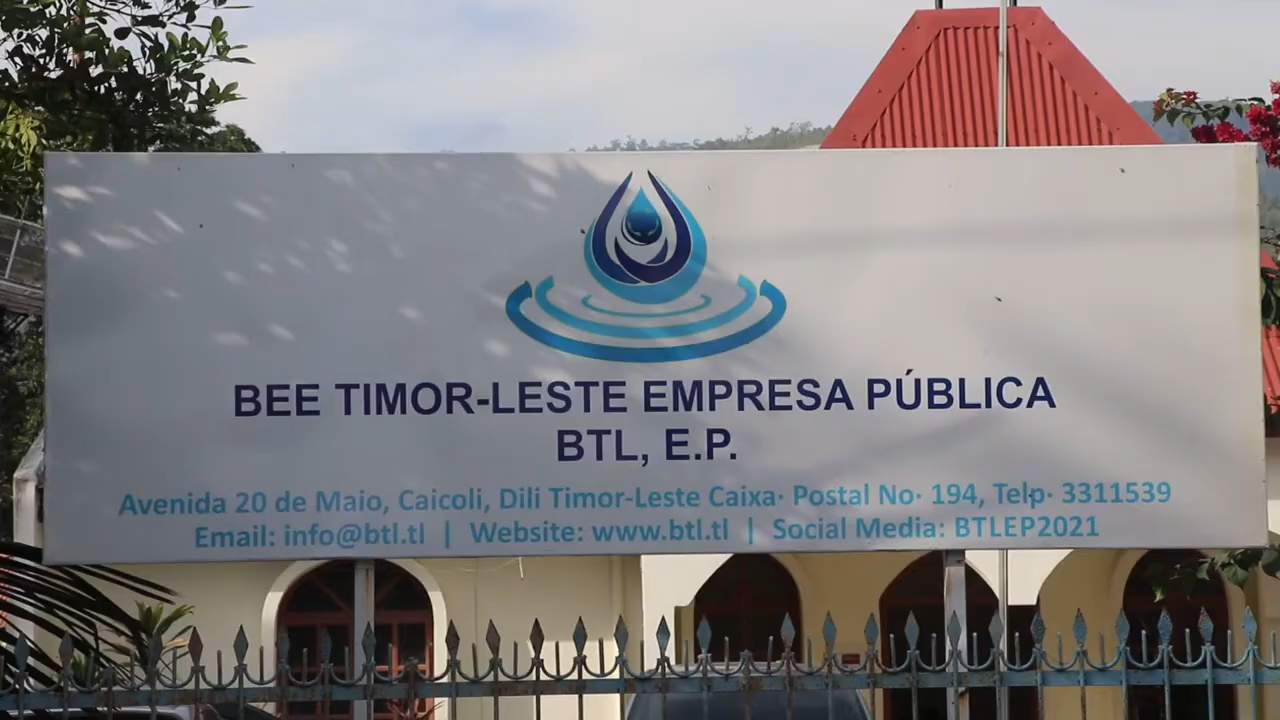 BEE TIMOR-LESTE EMPRESA PÚBLICA
BTL, E.P.
Avenida 20 de Maio, Caicoli, Dili Timor-Leste Caixa· Postal No· 194, Telp· 3311539
Email: info@btl.tl | Website: www.btl.tl | Social Media: BTLEP2021